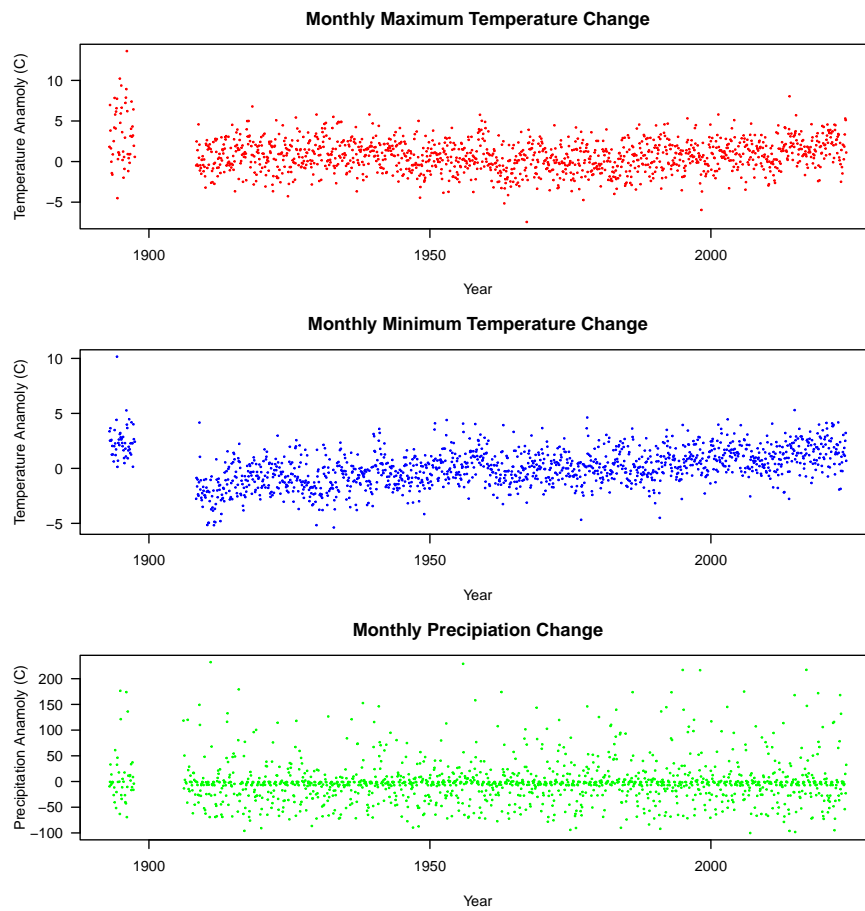 Monthly Maximum Temperature Change
Temperature Anamoly (C)
10
5
0
−5
1900
1950
2000
Year
Monthly Minimum Temperature Change
Temperature Anamoly (C)
10
5
0
−5
1900
1950
2000
Year
Monthly Precipiation Change
Precipitation Anamoly (C)
200
150
100
50
0
−50
−100
1900
1950
2000
Year